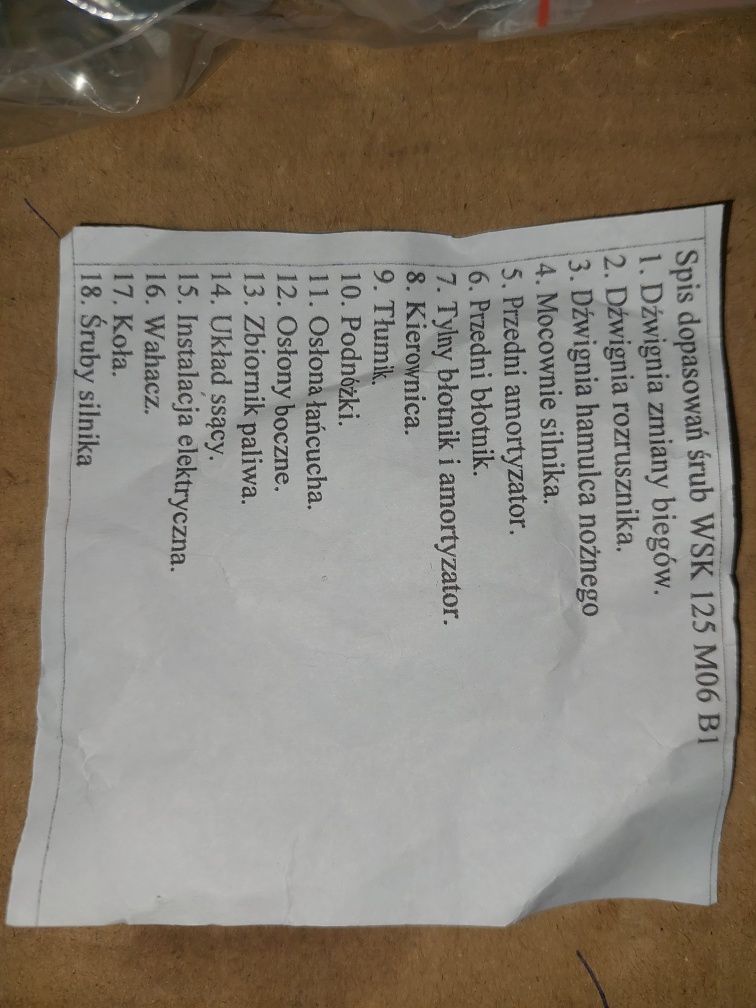 Spis dopasowań śrub WSK 125 M06 B1
1. Dźwignia zmiany biegów.
2. Dźwignia rozrusznika.
3. Dźwignia hamulca nożnego
4. Mocownie silnika.
5. Przedni amortyzator.
6. Przedni błotnik.
7. Tylny błotnik i amortyzator.
8. Kierownica.
9. Tłumik.
10. Podnóżki.
11. Osłona łańcucha.
12. Osłony boczne.
13. Zbiornik paliwa.
14. Układ ssący.
15. Instalacja elektryczna.
16. Wahacz.
17. Koła.
18. Śruby silnika